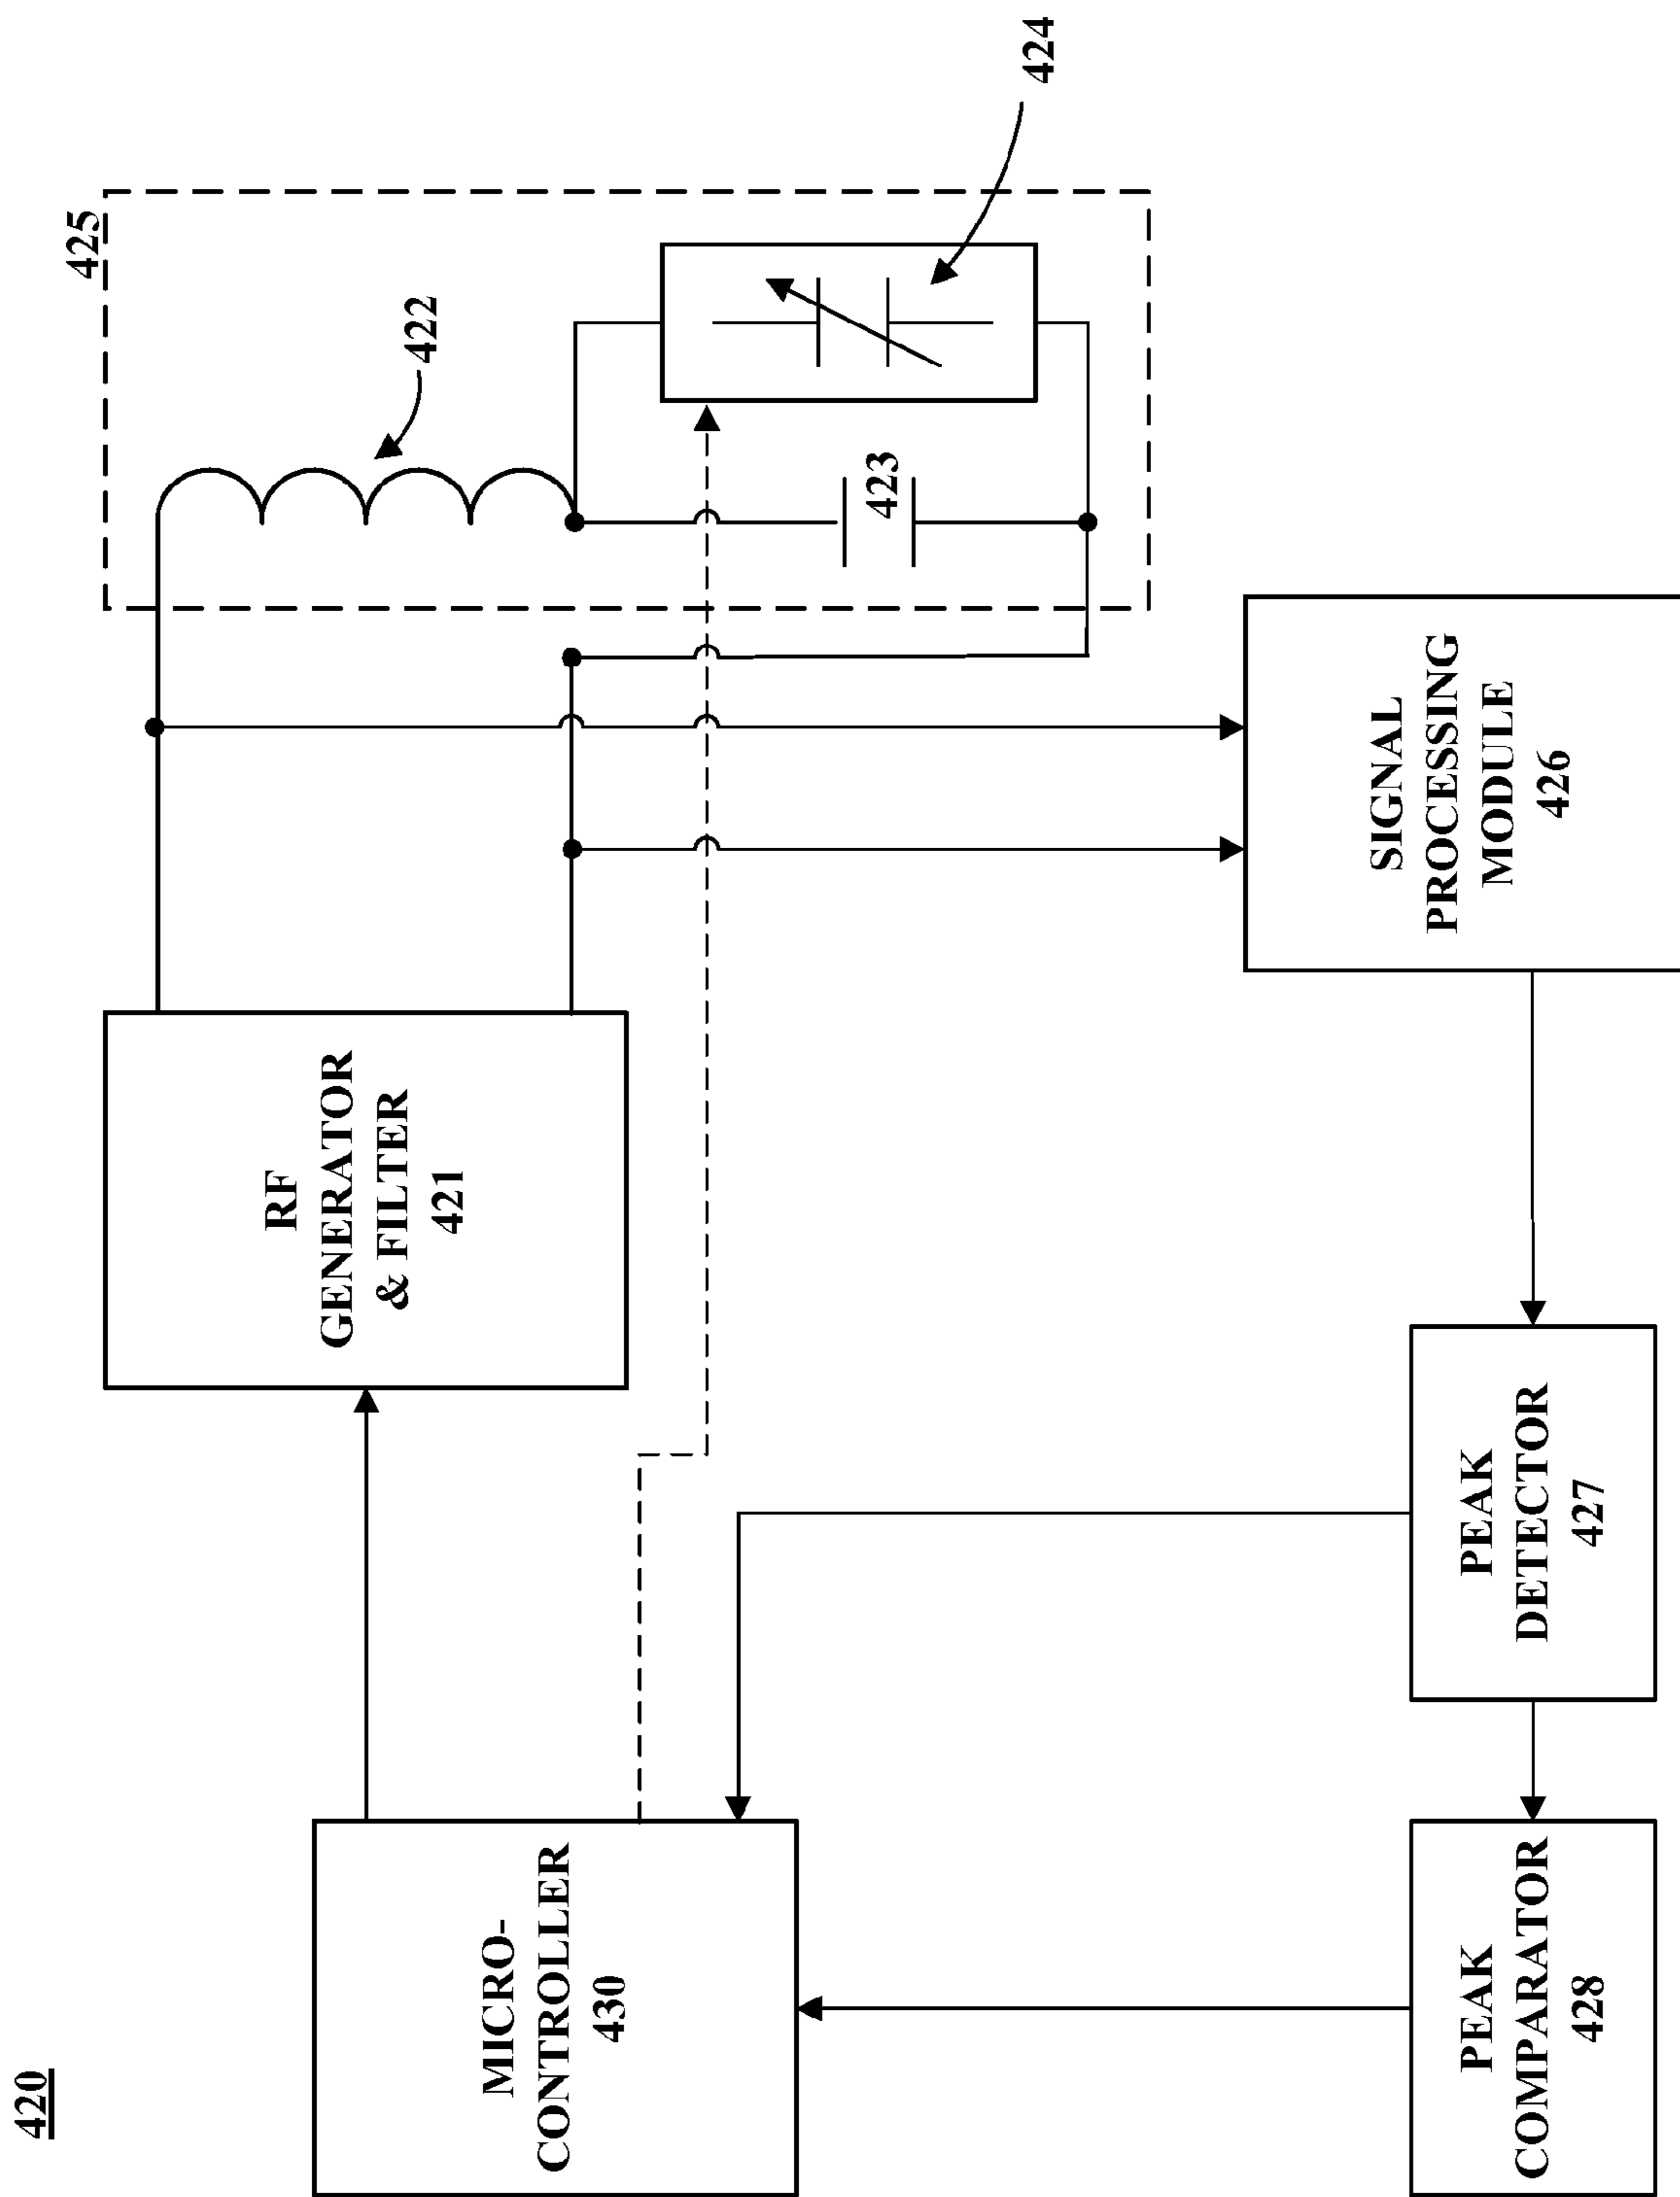 420
MICRO-
CONTROLLER
430
RF
GENERATOR
& FILTER
421
425
422
423
424
PEAK
COMPARATOR
428
PEAK
DETECTOR
427
SIGNAL
PROCESSING
MODULE
426